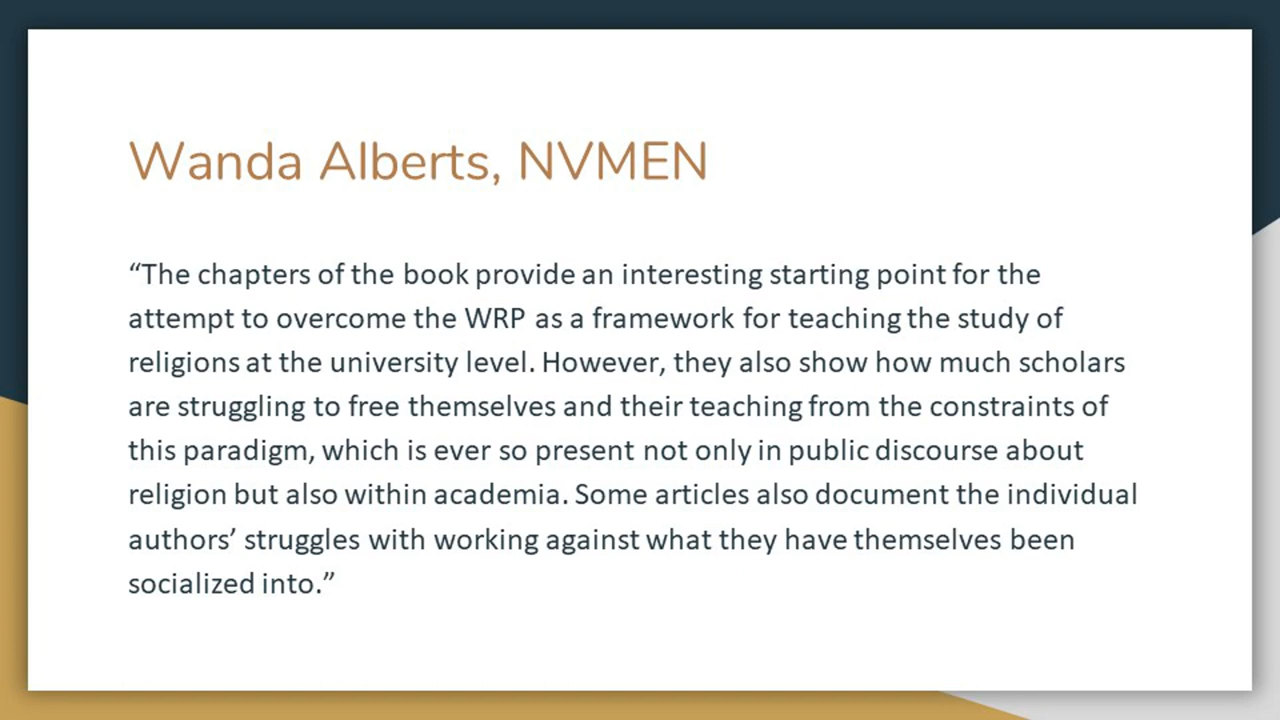 Wanda Alberts, NVMEN
“The chapters of the book provide an interesting starting point for the
attempt to overcome the WRP as a framework for teaching the study of
religions at the university level. However, they also show how much scholars
are struggling to free themselves and their teaching from the constraints of
this paradigm, which is ever so present not only in public discourse about
religion but also within academia. Some articles also document the individual
authors’ struggles with working against what they have themselves been
socialized into.”